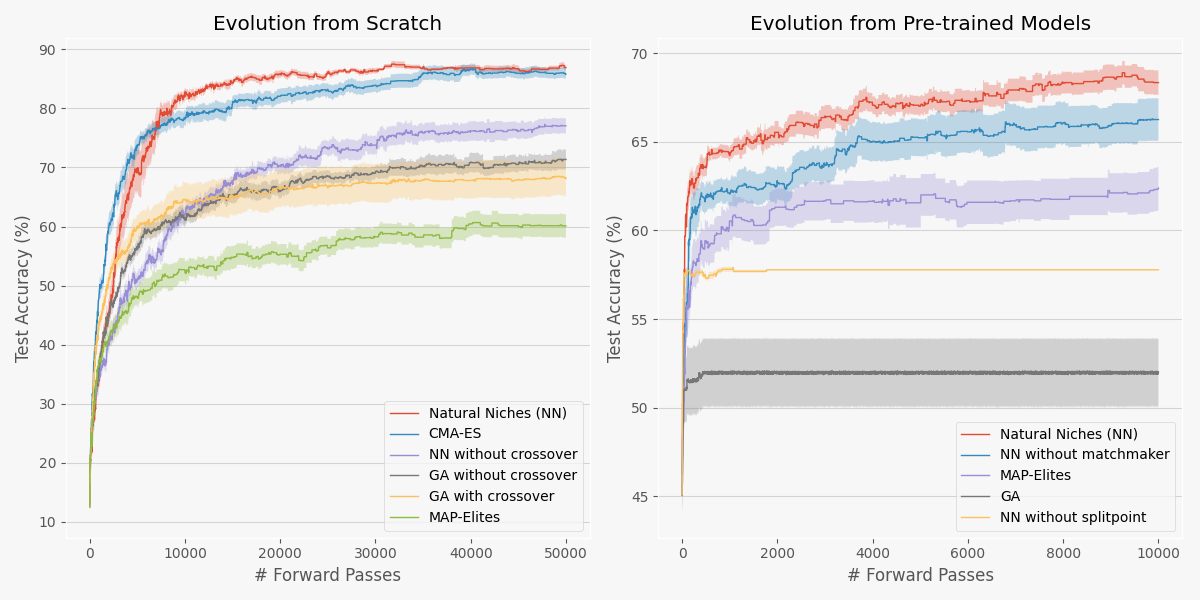 Evolution from Scratch
90
80
70
60
50
40
30
20
10
Test Accuracy (%)
0
10000
20000
30000
40000
50000
# Forward Passes
Natural Niches (NN)
CMA-ES
NN without crossover
GA without crossover
GA with crossover
MAP-Elites
Evolution from Pre-trained Models
70
65
60
55
50
45
Test Accuracy (%)
0
2000
4000
6000
8000
10000
# Forward Passes
Natural Niches (NN)
NN without matchmaker
MAP-Elites
GA
NN without splitpoint